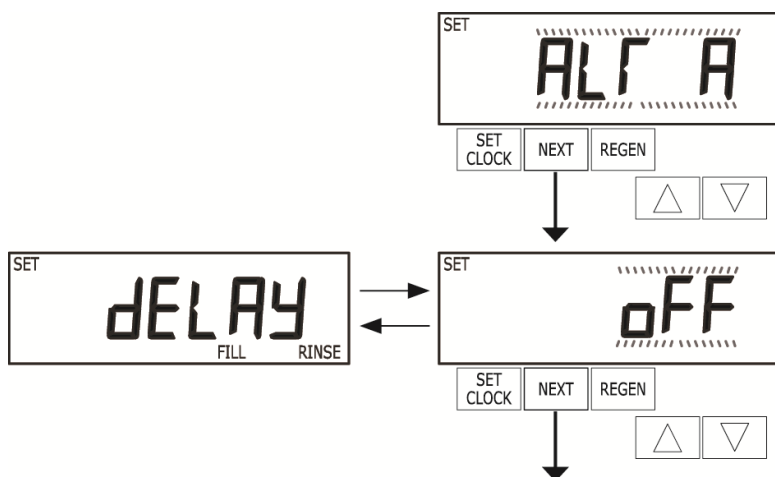 SET
ALT A
SET CLOCK
NEXT
REGEN
SET
dELAY
FILL RINSE
SET
oFF
SET CLOCK
NEXT
REGEN